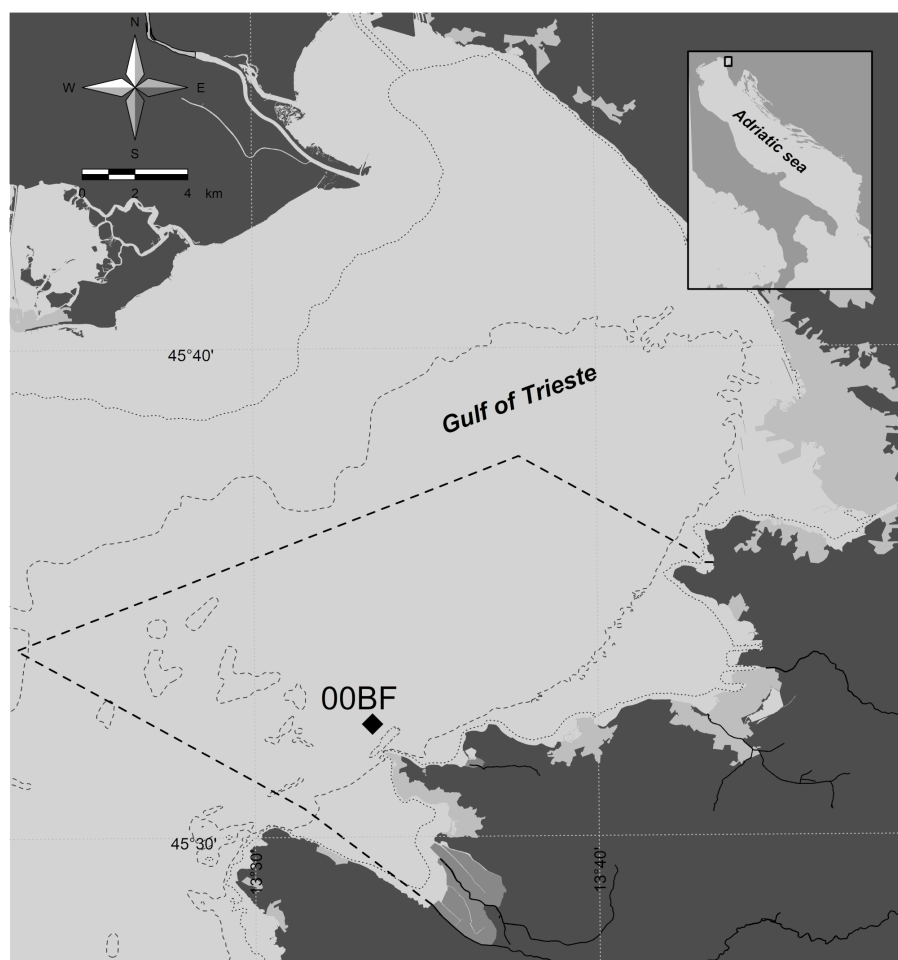 N
W E
S
0 2 4 km
Adriatic sea
45°40'
Gulf of Trieste
00BF
45°30'
13°30'
13°40'